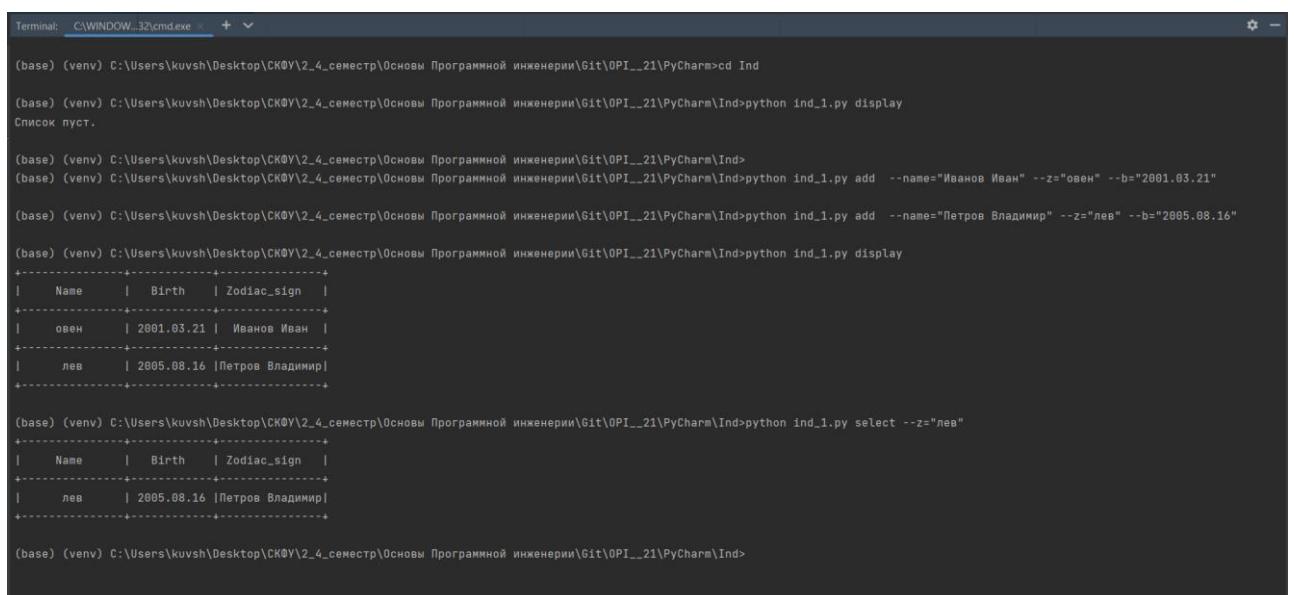 Terminal: C:\WINDOW...32\cmd.exe × + ∨
(base) (venv) C:\Users\kuvsh\Desktop\СКФУ\2_4_семестр\Основы Программной инженерии\Git\OPI__21\PyCharm>cd Ind
(base) (venv) C:\Users\kuvsh\Desktop\СКФУ\2_4_семестр\Основы Программной инженерии\Git\OPI__21\PyCharm\Ind>python ind_1.py display
Список пуст.
(base) (venv) C:\Users\kuvsh\Desktop\СКФУ\2_4_семестр\Основы Программной инженерии\Git\OPI__21\PyCharm\Ind>
(base) (venv) C:\Users\kuvsh\Desktop\СКФУ\2_4_семестр\Основы Программной инженерии\Git\OPI__21\PyCharm\Ind>python ind_1.py add  --name="Иванов Иван" --z="овен" --b="2001.03.21"
(base) (venv) C:\Users\kuvsh\Desktop\СКФУ\2_4_семестр\Основы Программной инженерии\Git\OPI__21\PyCharm\Ind>python ind_1.py add  --name="Петров Владимир" --z="лев" --b="2005.08.16"
(base) (venv) C:\Users\kuvsh\Desktop\СКФУ\2_4_семестр\Основы Программной инженерии\Git\OPI__21\PyCharm\Ind>python ind_1.py display
+---------------+------------+---------------+
|     Name      |   Birth    | Zodiac_sign   |
+---------------+------------+---------------+
|     овен      | 2001.03.21 |  Иванов Иван  |
+---------------+------------+---------------+
|      лев      | 2005.08.16 |Петров Владимир|
+---------------+------------+---------------+
(base) (venv) C:\Users\kuvsh\Desktop\СКФУ\2_4_семестр\Основы Программной инженерии\Git\OPI__21\PyCharm\Ind>python ind_1.py select --z="лев"
+---------------+------------+---------------+
|     Name      |   Birth    | Zodiac_sign   |
+---------------+------------+---------------+
|      лев      | 2005.08.16 |Петров Владимир|
+---------------+------------+---------------+
(base) (venv) C:\Users\kuvsh\Desktop\СКФУ\2_4_семестр\Основы Программной инженерии\Git\OPI__21\PyCharm\Ind>